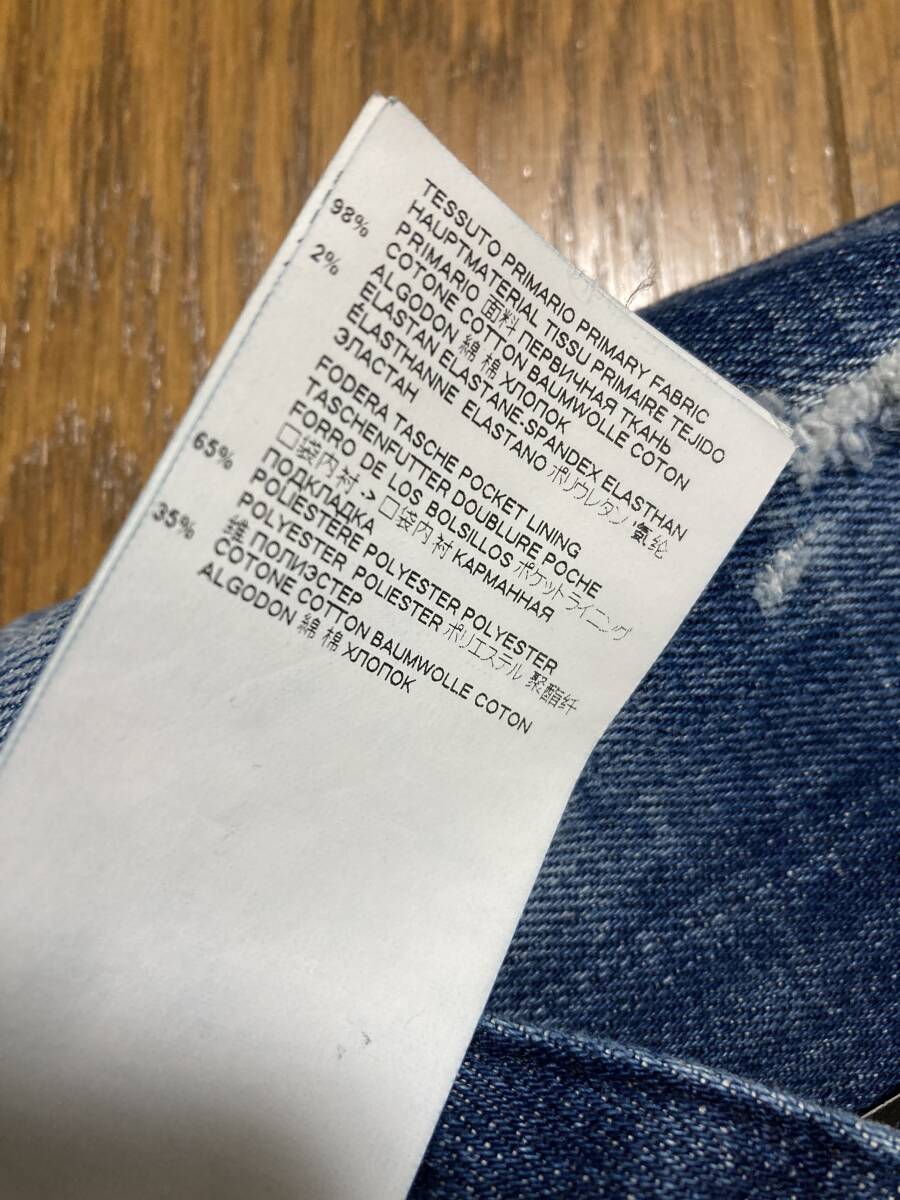 TESSUTO PRIMARIO PRIMARY FABRIC
HAUPTMATERIAL TISSU PRIMAIRE TEJIDO
PRIMARIO 面料 ПЕРВИЧНАЯ ТКАНЬ
98% COTONE COTTON BAUMWOLLE COTON
ALGODON 綿 棉 ХЛОПОК
2% ELASTAN ELASTANE-SPANDEX ELASTHAN
ÉLASTHANNE ELASTANO ポリウレタン 氨纶
ЭЛАСТАН
FODERA TASCHE POCKET LINING
TASCHENFUTTER DOUBLURE POCHE
FORRO DE LOS BOLSILLOS ポケットライニング
口袋内衬 -> 口袋内衬 КАРМАННАЯ
ПОДКЛАДКА
65% POLIESTERE POLYESTER POLYESTER
POLYESTER POLIESTER ポリエステル 聚酯纤
維 ПОПИЭСТЕР
35% COTONE COTTON BAUMWOLLE COTON
ALGODON 綿 棉 ХЛОПОК